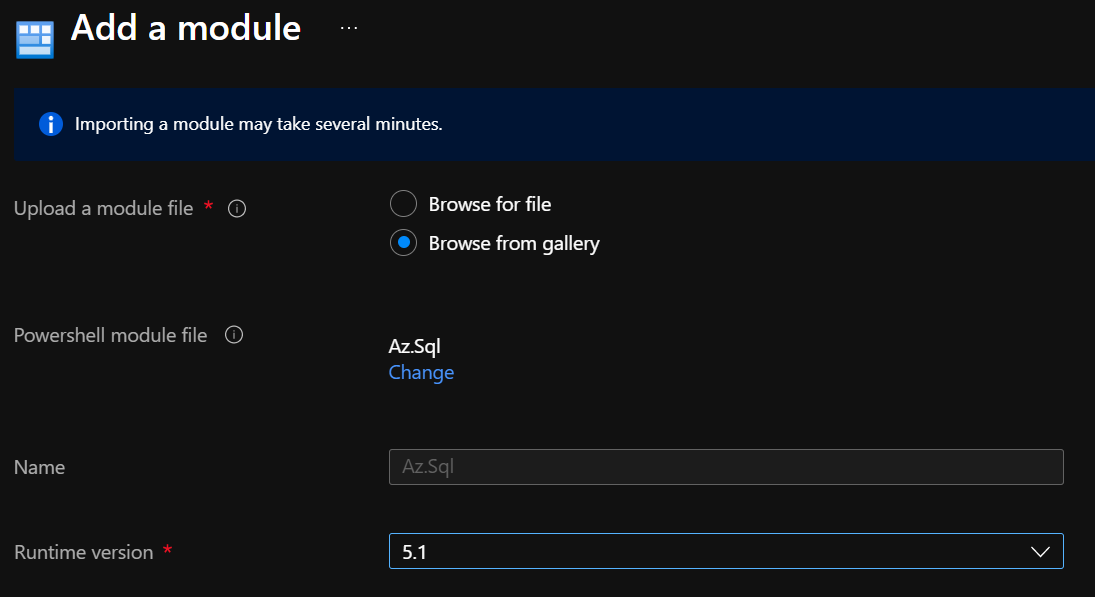 Add a module ...
Importing a module may take several minutes.
Upload a module file *
Browse for file
Browse from gallery
Powershell module file
Az.Sql
Change
Name
Az.Sql
Runtime version *
5.1